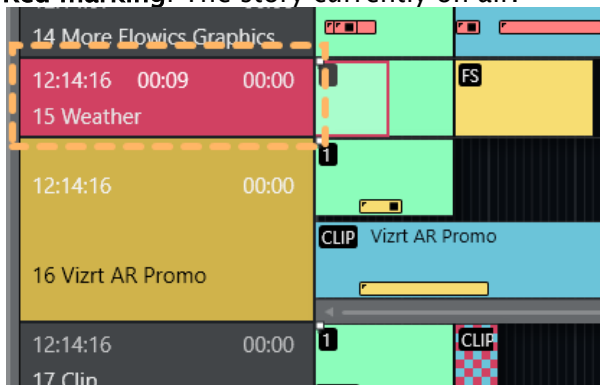 Red marking: The story currently on air.
14 More Flowics Graphics
12:14:16 00:09 00:00
15 Weather
FS
12:14:16 00:00
1
CLIP Vizrt AR Promo
16 Vizrt AR Promo
12:14:16 00:00
1
CLIP
17 Clip